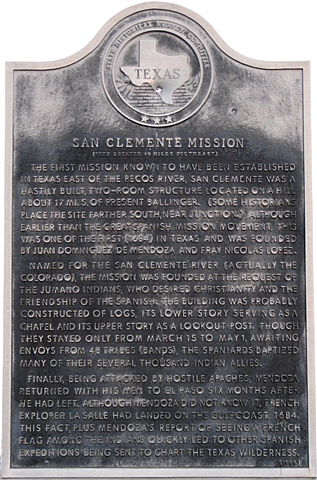 STATE HISTORICAL SURVEY COMMITTEE
TEXAS
SAN CLEMENTE MISSION
(SITE LOCATED 10 MILES SOUTHEAST)
THE FIRST MISSION KNOWN TO HAVE BEEN ESTABLISHED
IN TEXAS EAST OF THE PECOS RIVER, SAN CLEMENTE WAS A
HASTILY BUILT, TWO-ROOM STRUCTURE LOCATED ON A HILL
ABOUT 17 MI. S. OF PRESENT BALLINGER. (SOME HISTORIANS
PLACE THE SITE FARTHER SOUTH, NEAR JUNCTION.) ALTHOUGH
EARLIER THAN THE GREAT SPANISH MISSION MOVEMENT, THIS
WAS ONE OF THE FIRST (1684) IN TEXAS AND WAS FOUNDED
BY JUAN DOMINGUEZ DE MENDOZA AND FRAY NICOLAS LOPEZ.
NAMED FOR THE SAN CLEMENTE RIVER (ACTUALLY THE
COLORADO), THE MISSION WAS FOUNDED AT THE REQUEST OF
THE JUMANO INDIANS, WHO DESIRED CHRISTIANITY AND THE
FRIENDSHIP OF THE SPANISH. THE BUILDING WAS PROBABLY
CONSTRUCTED OF LOGS, ITS LOWER STORY SERVING AS A
CHAPEL AND ITS UPPER STORY AS A LOOKOUT POST. THOUGH
THEY STAYED ONLY FROM MARCH 15 TO MAY 1, AWAITING
ENVOYS FROM 48 TRIBES (BANDS), THE SPANIARDS BAPTIZED
MANY OF THEIR SEVERAL THOUSAND INDIAN ALLIES.
FINALLY, BEING ATTACKED BY HOSTILE APACHES, MENDOZA
RETURNED WITH HIS MEN TO EL PASO SIX MONTHS AFTER
HE HAD LEFT. ALTHOUGH MENDOZA DID NOT KNOW IT, FRENCH
EXPLORER LA SALLE HAD LANDED ON THE GULF COAST, 1684.
THIS FACT, PLUS MENDOZA'S REPORT OF SEEING A FRENCH
FLAG AMONG THE INDIANS QUICKLY LED TO OTHER SPANISH
EXPEDITIONS BEING SENT TO CHART THE TEXAS WILDERNESS.